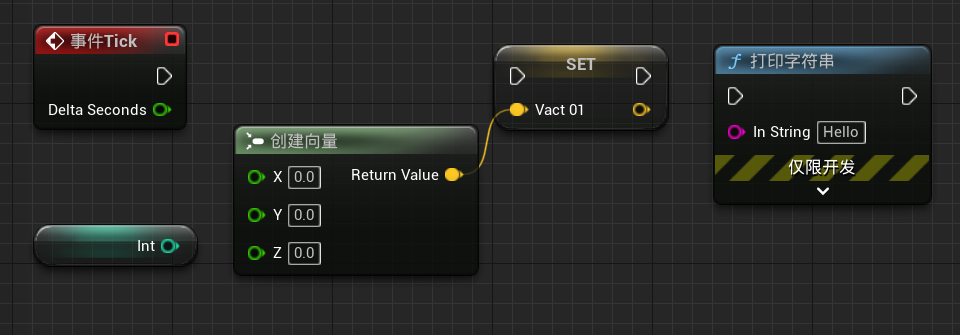 事件Tick
Delta Seconds
Int
创建向量
X 0.0
Return Value
Y 0.0
Z 0.0
SET
Vact 01
打印字符串
In String Hello
仅限开发